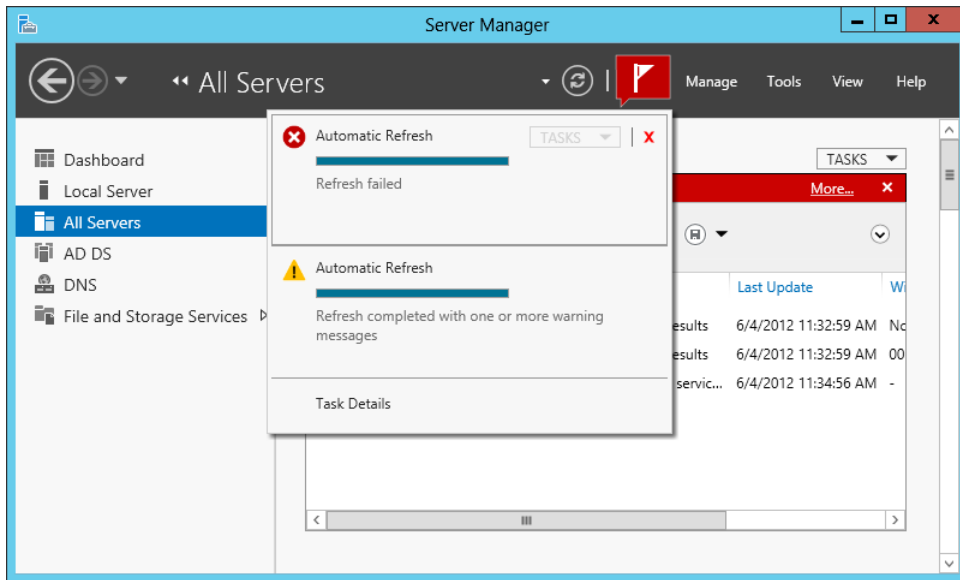 Server Manager
All Servers
Manage Tools View Help
Automatic Refresh TASKS X
Refresh failed
Automatic Refresh
Refresh completed with one or more warning
messages
Task Details
Dashboard
Local Server
All Servers
AD DS
DNS
File and Storage Services
TASKS
More...
Last Update Wi
esults 6/4/2012 11:32:59 AM No
esults 6/4/2012 11:32:59 AM 00
servic... 6/4/2012 11:34:56 AM -